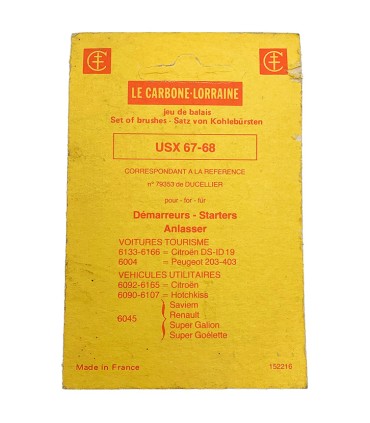 LE CARBONE-LORRAINE
jeu de balais
Set of brushes - Satz von Kohlebürsten
USX 67-68
CORRESPONDANT A LA REFERENCE
n° 79353 de DUCELLIER
pour - for - für
Démarreurs - Starters
Anlasser
VOITURES TOURISME
6133-6166 = Citroën DS-ID19
6004 = Peugeot 203-403
VEHICULES UTILITAIRES
6092-6165 = Citroën
6090-6107 = Hotchkiss
6045 { Saviem
Renault
Super Galion
Super Goëlette
Made in France 152216